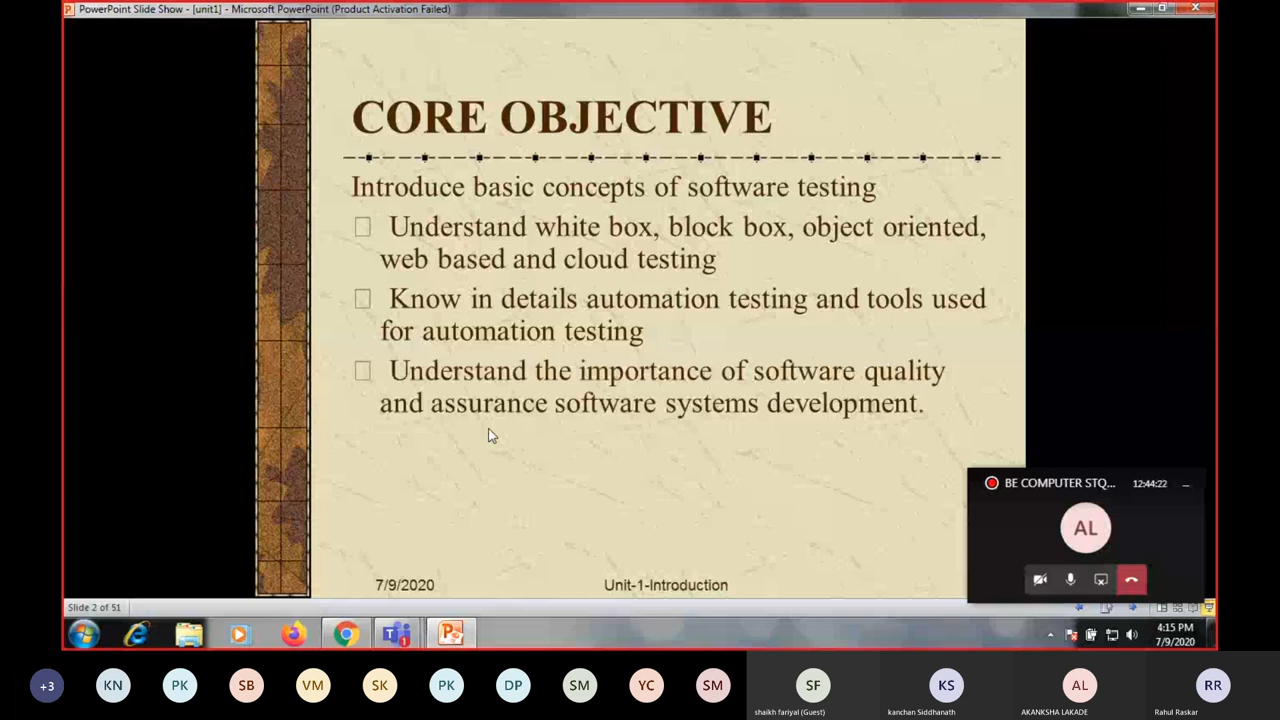 PowerPoint Slide Show - [unit1] - Microsoft PowerPoint (Product Activation Failed)
CORE OBJECTIVE
Introduce basic concepts of software testing
Understand white box, block box, object oriented,
web based and cloud testing
Know in details automation testing and tools used
for automation testing
Understand the importance of software quality
and assurance software systems development.
7/9/2020
Unit-1-Introduction
BE COMPUTER STQ...
12:44:22
AL
Slide 2 of 51
1
4:15 PM
7/9/2020
+3
KN
PK
SB
VM
SK
PK
DP
SM
YC
SM
SF
shaikh fariyal (Guest)
KS
kanchan Siddhanath
AL
AKANKSHA LAKADE
RR
Rahul Raskar